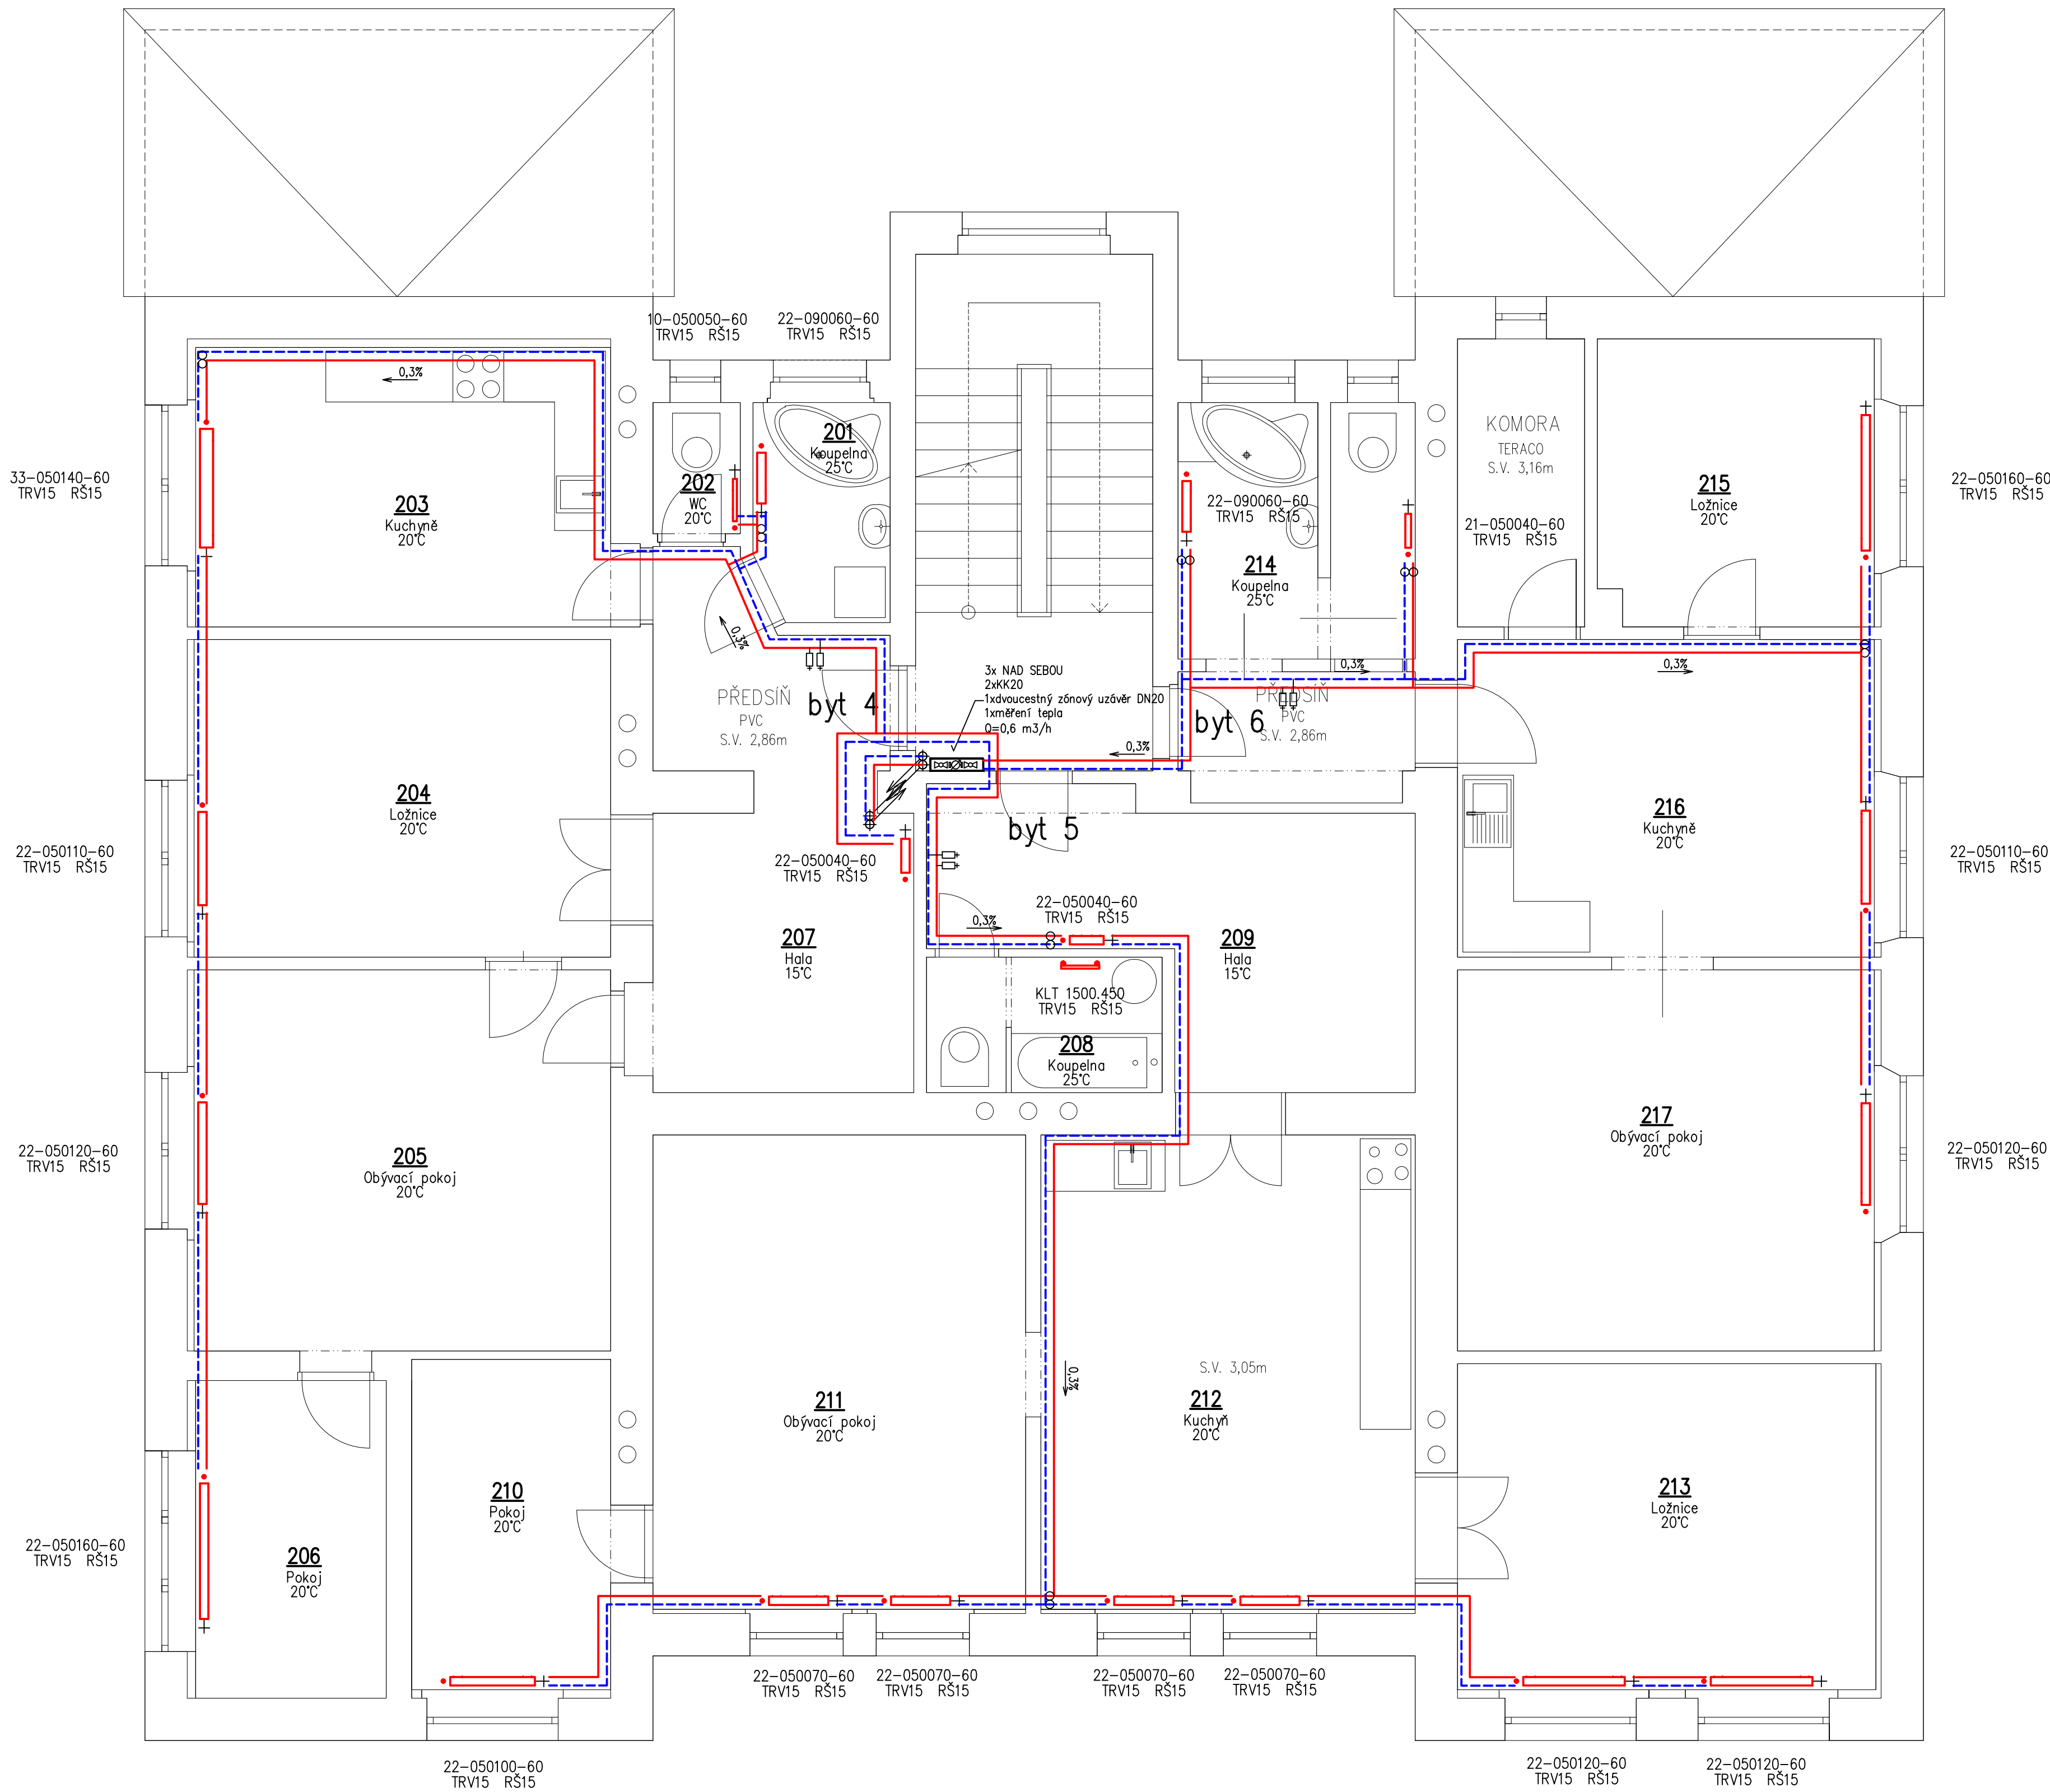 10-050050-60
TRV15 RŠ15
22-090060-60
TRV15 RŠ15
0,3%
33-050140-60
TRV15 RŠ15
203
Kuchyně
20°C
202
WC
20°C
201
Koupelna
25°C
22-090060-60
TRV15 RŠ15
214
Koupelna
25°C
KOMORA
TERACO
S.V. 3,16m
21-050040-60
TRV15 RŠ15
215
Ložnice
20°C
22-050160-60
TRV15 RŠ15
0,3%
PŘEDSÍŇ
PVC
S.V. 2,86m
byt 4
3x NAD SEBOU
2xKK20
1xdvoucestný zónový uzávěr DN20
1xměření tepla
Q=0,6 m3/h
0,3%
0,3%
0,3%
byt 6
PŘEDSÍŇ
PVC
S.V. 2,86m
204
Ložnice
20°C
22-050110-60
TRV15 RŠ15
22-050040-60
TRV15 RŠ15
byt 5
216
Kuchyně
20°C
22-050110-60
TRV15 RŠ15
207
Hala
15°C
0,3%
22-050040-60
TRV15 RŠ15
209
Hala
15°C
KLT 1500.450
TRV15 RŠ15
208
Koupelna
25°C
22-050120-60
TRV15 RŠ15
205
Obývací pokoj
20°C
217
Obývací pokoj
20°C
22-050120-60
TRV15 RŠ15
211
Obývací pokoj
20°C
0,3%
S.V. 3,05m
212
Kuchyň
20°C
213
Ložnice
20°C
22-050160-60
TRV15 RŠ15
206
Pokoj
20°C
210
Pokoj
20°C
22-050070-60
TRV15 RŠ15
22-050070-60
TRV15 RŠ15
22-050070-60
TRV15 RŠ15
22-050070-60
TRV15 RŠ15
22-050100-60
TRV15 RŠ15
22-050120-60
TRV15 RŠ15
22-050120-60
TRV15 RŠ15